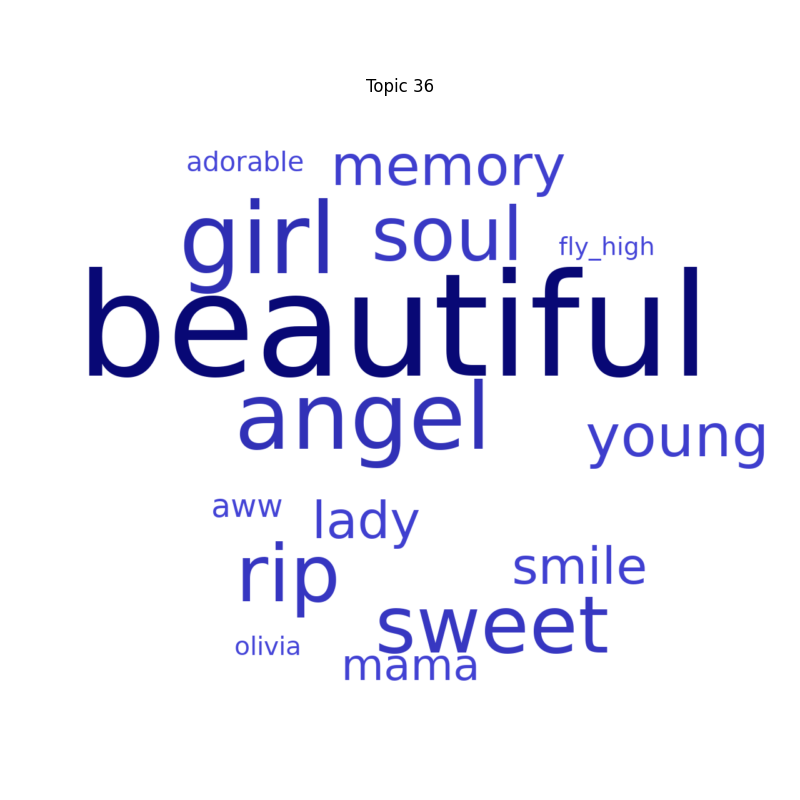 Topic 36
adorable memory
girl soul fly_high
beautiful
angel young
aww lady
rip smile
sweet
olivia mama